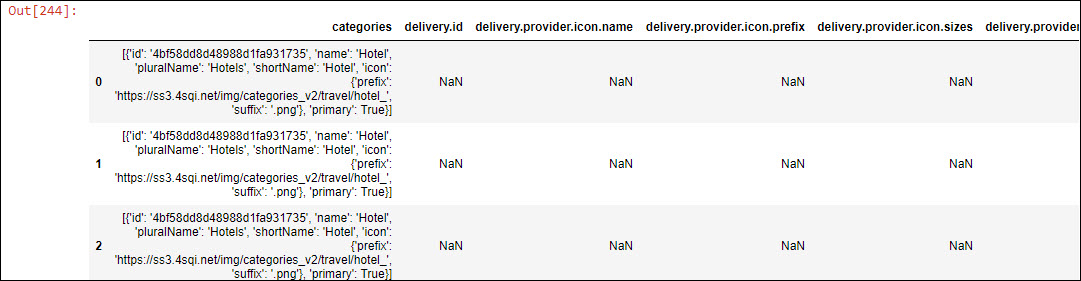 Out[244]:
categories delivery.id delivery.provider.icon.name delivery.provider.icon.prefix delivery.provider.icon.sizes delivery.provider
[{'id': '4bf58dd8d48988d1fa931735', 'name': 'Hotel',
'pluralName': 'Hotels', 'shortName': 'Hotel', 'icon':
0 {'prefix': NaN NaN NaN NaN
'https://ss3.4sqi.net/img/categories_v2/travel/hotel_',
'suffix': '.png'}, 'primary': True}]
[{'id': '4bf58dd8d48988d1fa931735', 'name': 'Hotel',
'pluralName': 'Hotels', 'shortName': 'Hotel', 'icon':
1 {'prefix': NaN NaN NaN NaN
'https://ss3.4sqi.net/img/categories_v2/travel/hotel_',
'suffix': '.png'}, 'primary': True}]
[{'id': '4bf58dd8d48988d1fa931735', 'name': 'Hotel',
'pluralName': 'Hotels', 'shortName': 'Hotel', 'icon':
2 {'prefix': NaN NaN NaN NaN
'https://ss3.4sqi.net/img/categories_v2/travel/hotel_',
'suffix': '.png'}, 'primary': True}]